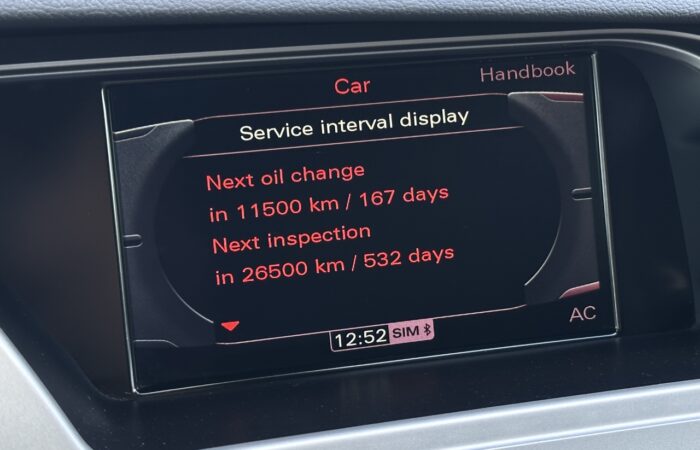 Car
Handbook
Service interval display
Next oil change
in 11500 km / 167 days
Next inspection
in 26500 km / 532 days
12:52 SIM
AC